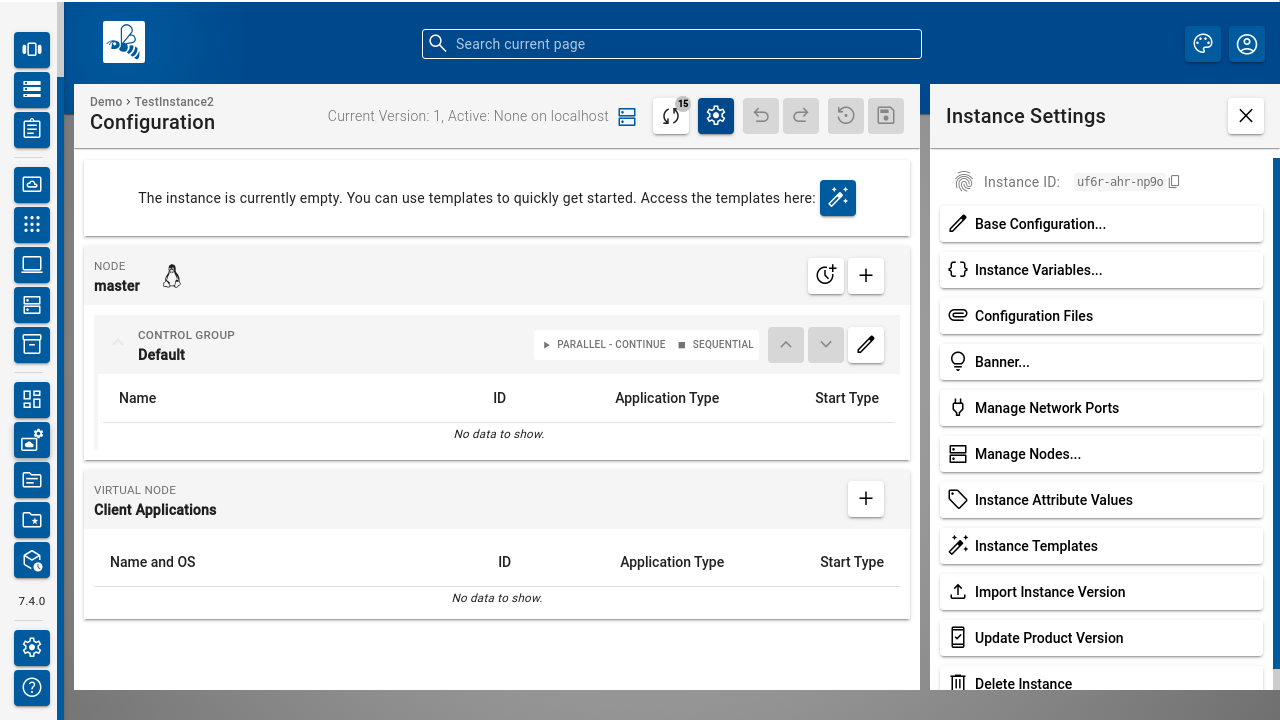 Search current page
Demo › TestInstance2
Configuration
Current Version: 1, Active: None on localhost
15
Instance Settings
Instance ID: uf6r-ahr-np9o
The instance is currently empty. You can use templates to quickly get started. Access the templates here:
Base Configuration...
Instance Variables...
Configuration Files
Banner...
Manage Network Ports
Manage Nodes...
Instance Attribute Values
Instance Templates
Import Instance Version
Update Product Version
Delete Instance
NODE
master
CONTROL GROUP
Default
PARALLEL - CONTINUE SEQUENTIAL
Name ID Application Type Start Type
No data to show.
VIRTUAL NODE
Client Applications
Name and OS ID Application Type Start Type
No data to show.
7.4.0